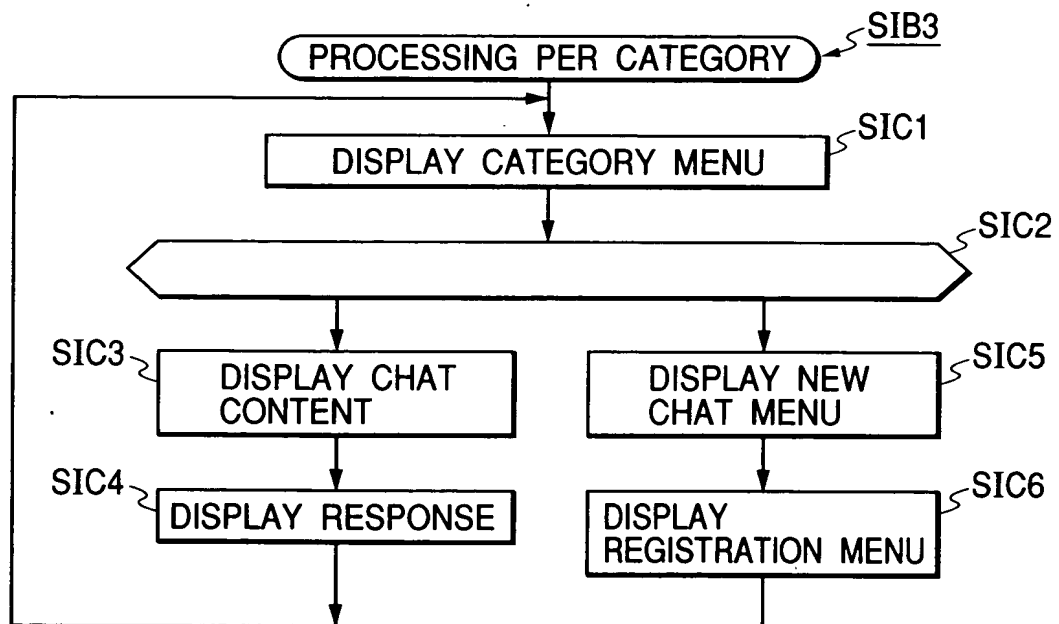 SIB3
PROCESSING PER CATEGORY
SIC1
DISPLAY CATEGORY MENU
SIC2
SIC3
DISPLAY CHAT
CONTENT
SIC4
DISPLAY RESPONSE
SIC5
DISPLAY NEW
CHAT MENU
SIC6
DISPLAY
REGISTRATION MENU